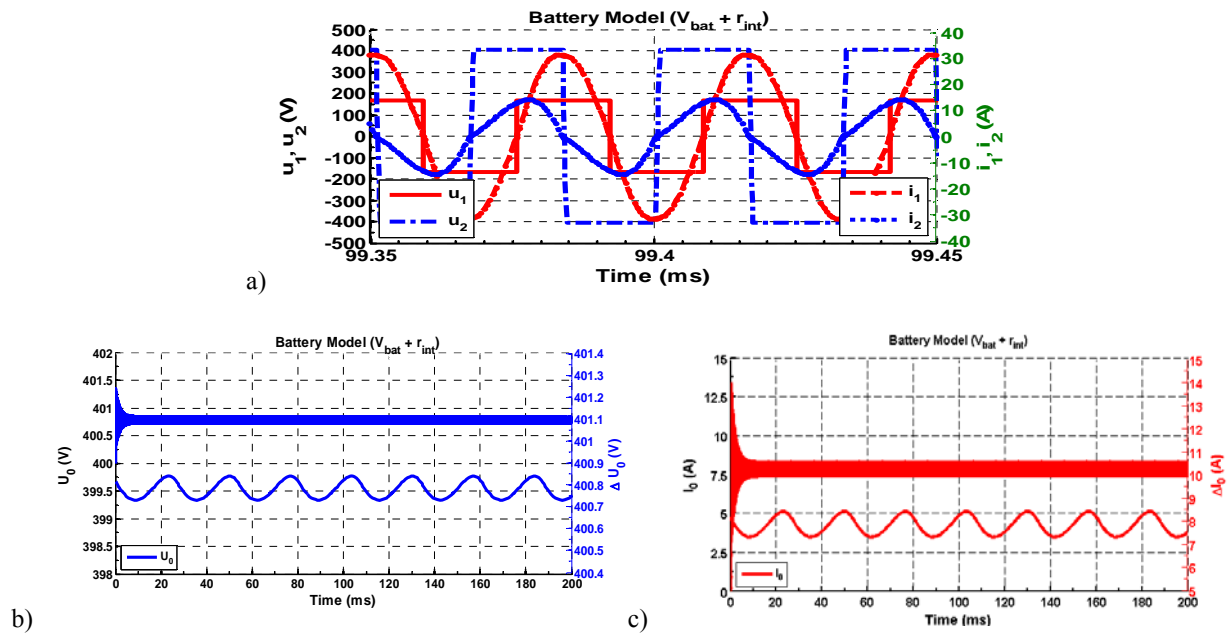 Battery Model (Vbat + rint)
500
400
300
200
100
0
-100
-200
-300
-400
-500
u1, u2 (V)
40
30
20
10
0
-10
-20
-30
-40
i1, i2 (A)
u1
u2
i1
i2
99.35
99.4
99.45
Time (ms)
a)
Battery Model (Vbat + rint)
402
401.5
401
400.5
400
399.5
399
398.5
398
U0 (V)
401.4
401.3
401.2
401.1
401
400.9
400.8
400.7
400.6
400.5
400.4
Δ U0 (V)
U0
0 20 40 60 80 100 120 140 160 180 200
Time (ms)
b)
Battery Model (Vbat + rint)
15
12.5
10
7.5
5
2.5
0
I0 (A)
15
14
13
12
11
10
9
8
7
6
5
ΔI0 (A)
I0
0 20 40 60 80 100 120 140 160 180 200
Time (ms)
c)